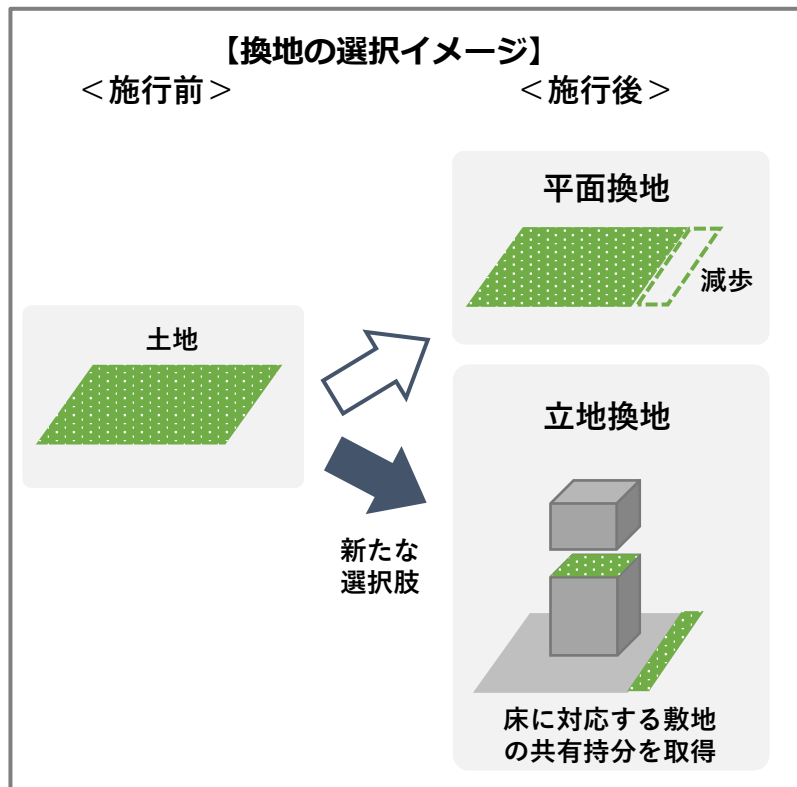 【換地の選択イメージ】
＜施行前＞
＜施行後＞
土地
平面換地
減歩
新たな
選択肢
立地換地
床に対応する敷地
の共有持分を取得